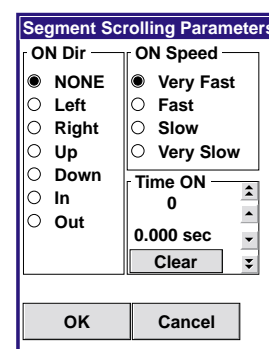 Segment Scrolling Parameters
ON Dir
NONE
Left
Right
Up
Down
In
Out
ON Speed
Very Fast
Fast
Slow
Very Slow
Time ON
0
0.000 sec
Clear
OK
Cancel